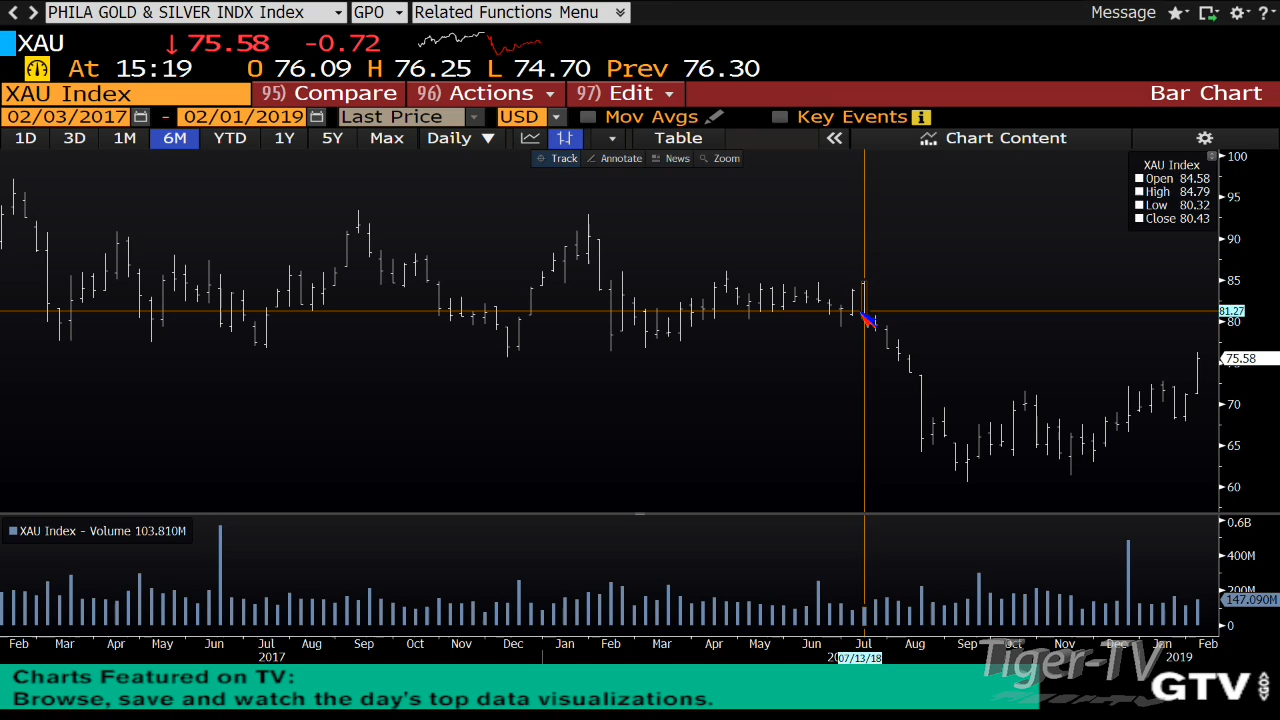 PHILA GOLD & SILVER INDX Index GPO Related Functions Menu Message ?
XAU 75.58 -0.72
At 15:19 O 76.09 H 76.25 L 74.70 Prev 76.30
XAU Index 95) Compare 96) Actions 97) Edit Bar Chart
02/03/2017 - 02/01/2019 Last Price USD Mov Avgs Key Events i
1D 3D 1M 6M YTD 1Y 5Y Max Daily Table Chart Content
Track Annotate News Zoom
XAU Index
Open 84.58
High 84.79
Low 80.32
Close 80.43
100
95
90
85
81.27
80
75.58
70
65
60
XAU Index - Volume 103.810M
0.6B
400M
200M
147.090M
0
Feb Mar Apr May Jun Jul Aug Sep Oct Nov Dec Jan Feb Mar Apr May Jun Jul Aug Sep Oct Nov Dec Jan Feb
2017 07/13/18 2019
Tiger-TV
Charts Featured on TV:
Browse, save and watch the day's top data visualizations.
GTV